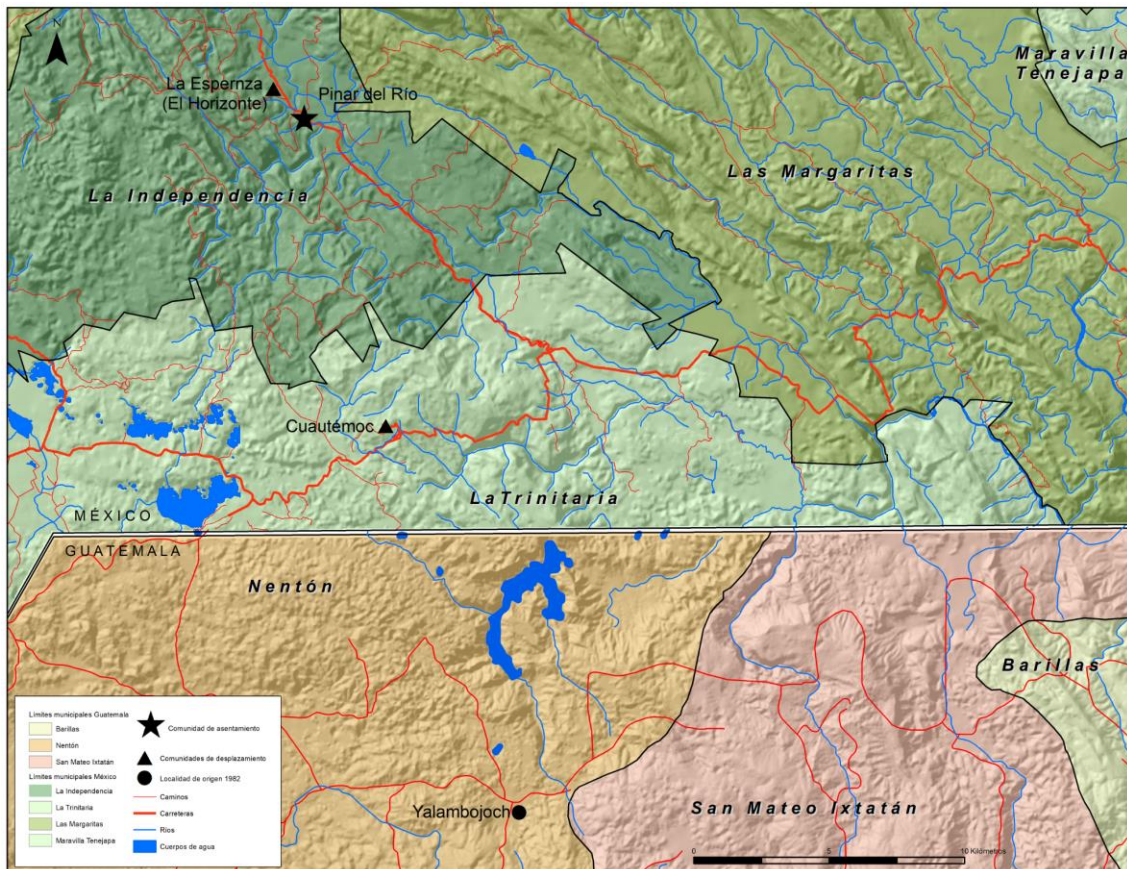 N
Maravilla
Tenejapa
La Espernza
(El Horizonte)
Pinar del Río
Las Margaritas
La Independencia
Cuautémoc
La Trinitaria
MÉXICO
GUATEMALA
Nentón
Barillas
San Mateo Ixtatán
Yalambojoch
Límites municipales Guatemala
Barillas
Nentón
San Mateo Ixtatán
Límites municipales México
La Independencia
La Trinitaria
Las Margaritas
Maravilla Tenejapa
Comunidad de asentamiento
Comunidades de desplazamiento
Localidad de origen 1982
Caminos
Carreteras
Ríos
Cuerpos de agua
0 5 10 Kilómetros